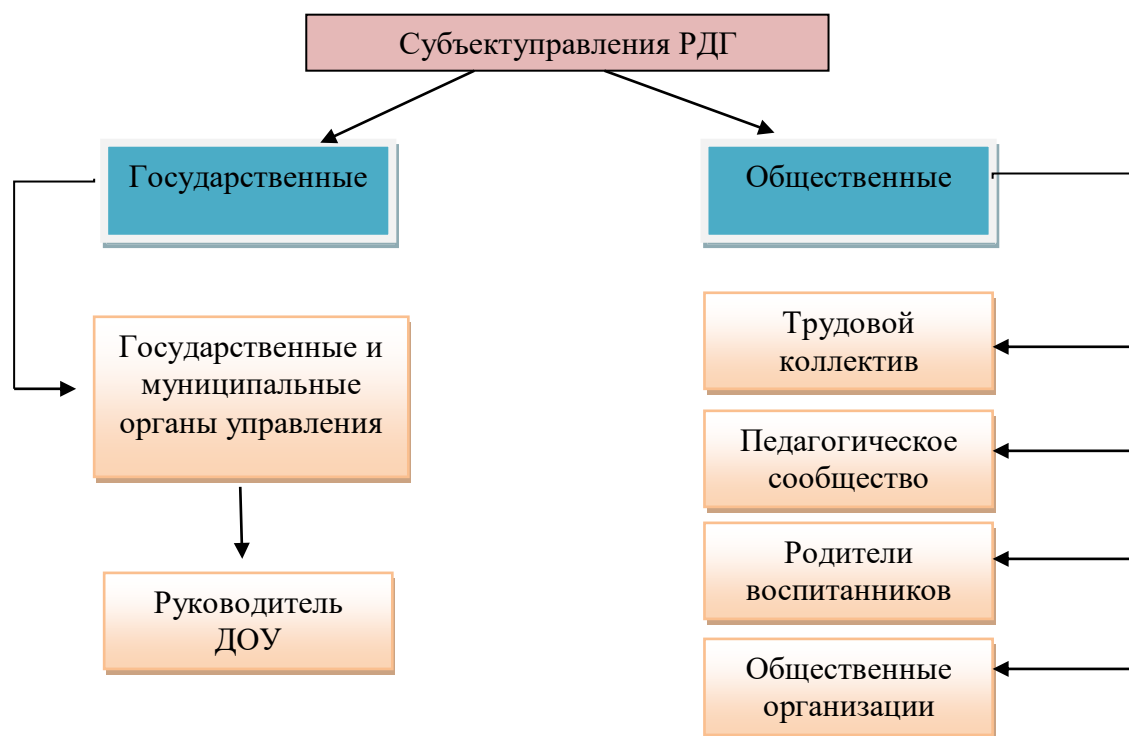 Субъектуправления РДГ
Государственные
Общественные
Государственные и
муниципальные
органы управления
Руководитель
ДОУ
Трудовой
коллектив
Педагогическое
сообщество
Родители
воспитанников
Общественные
организации